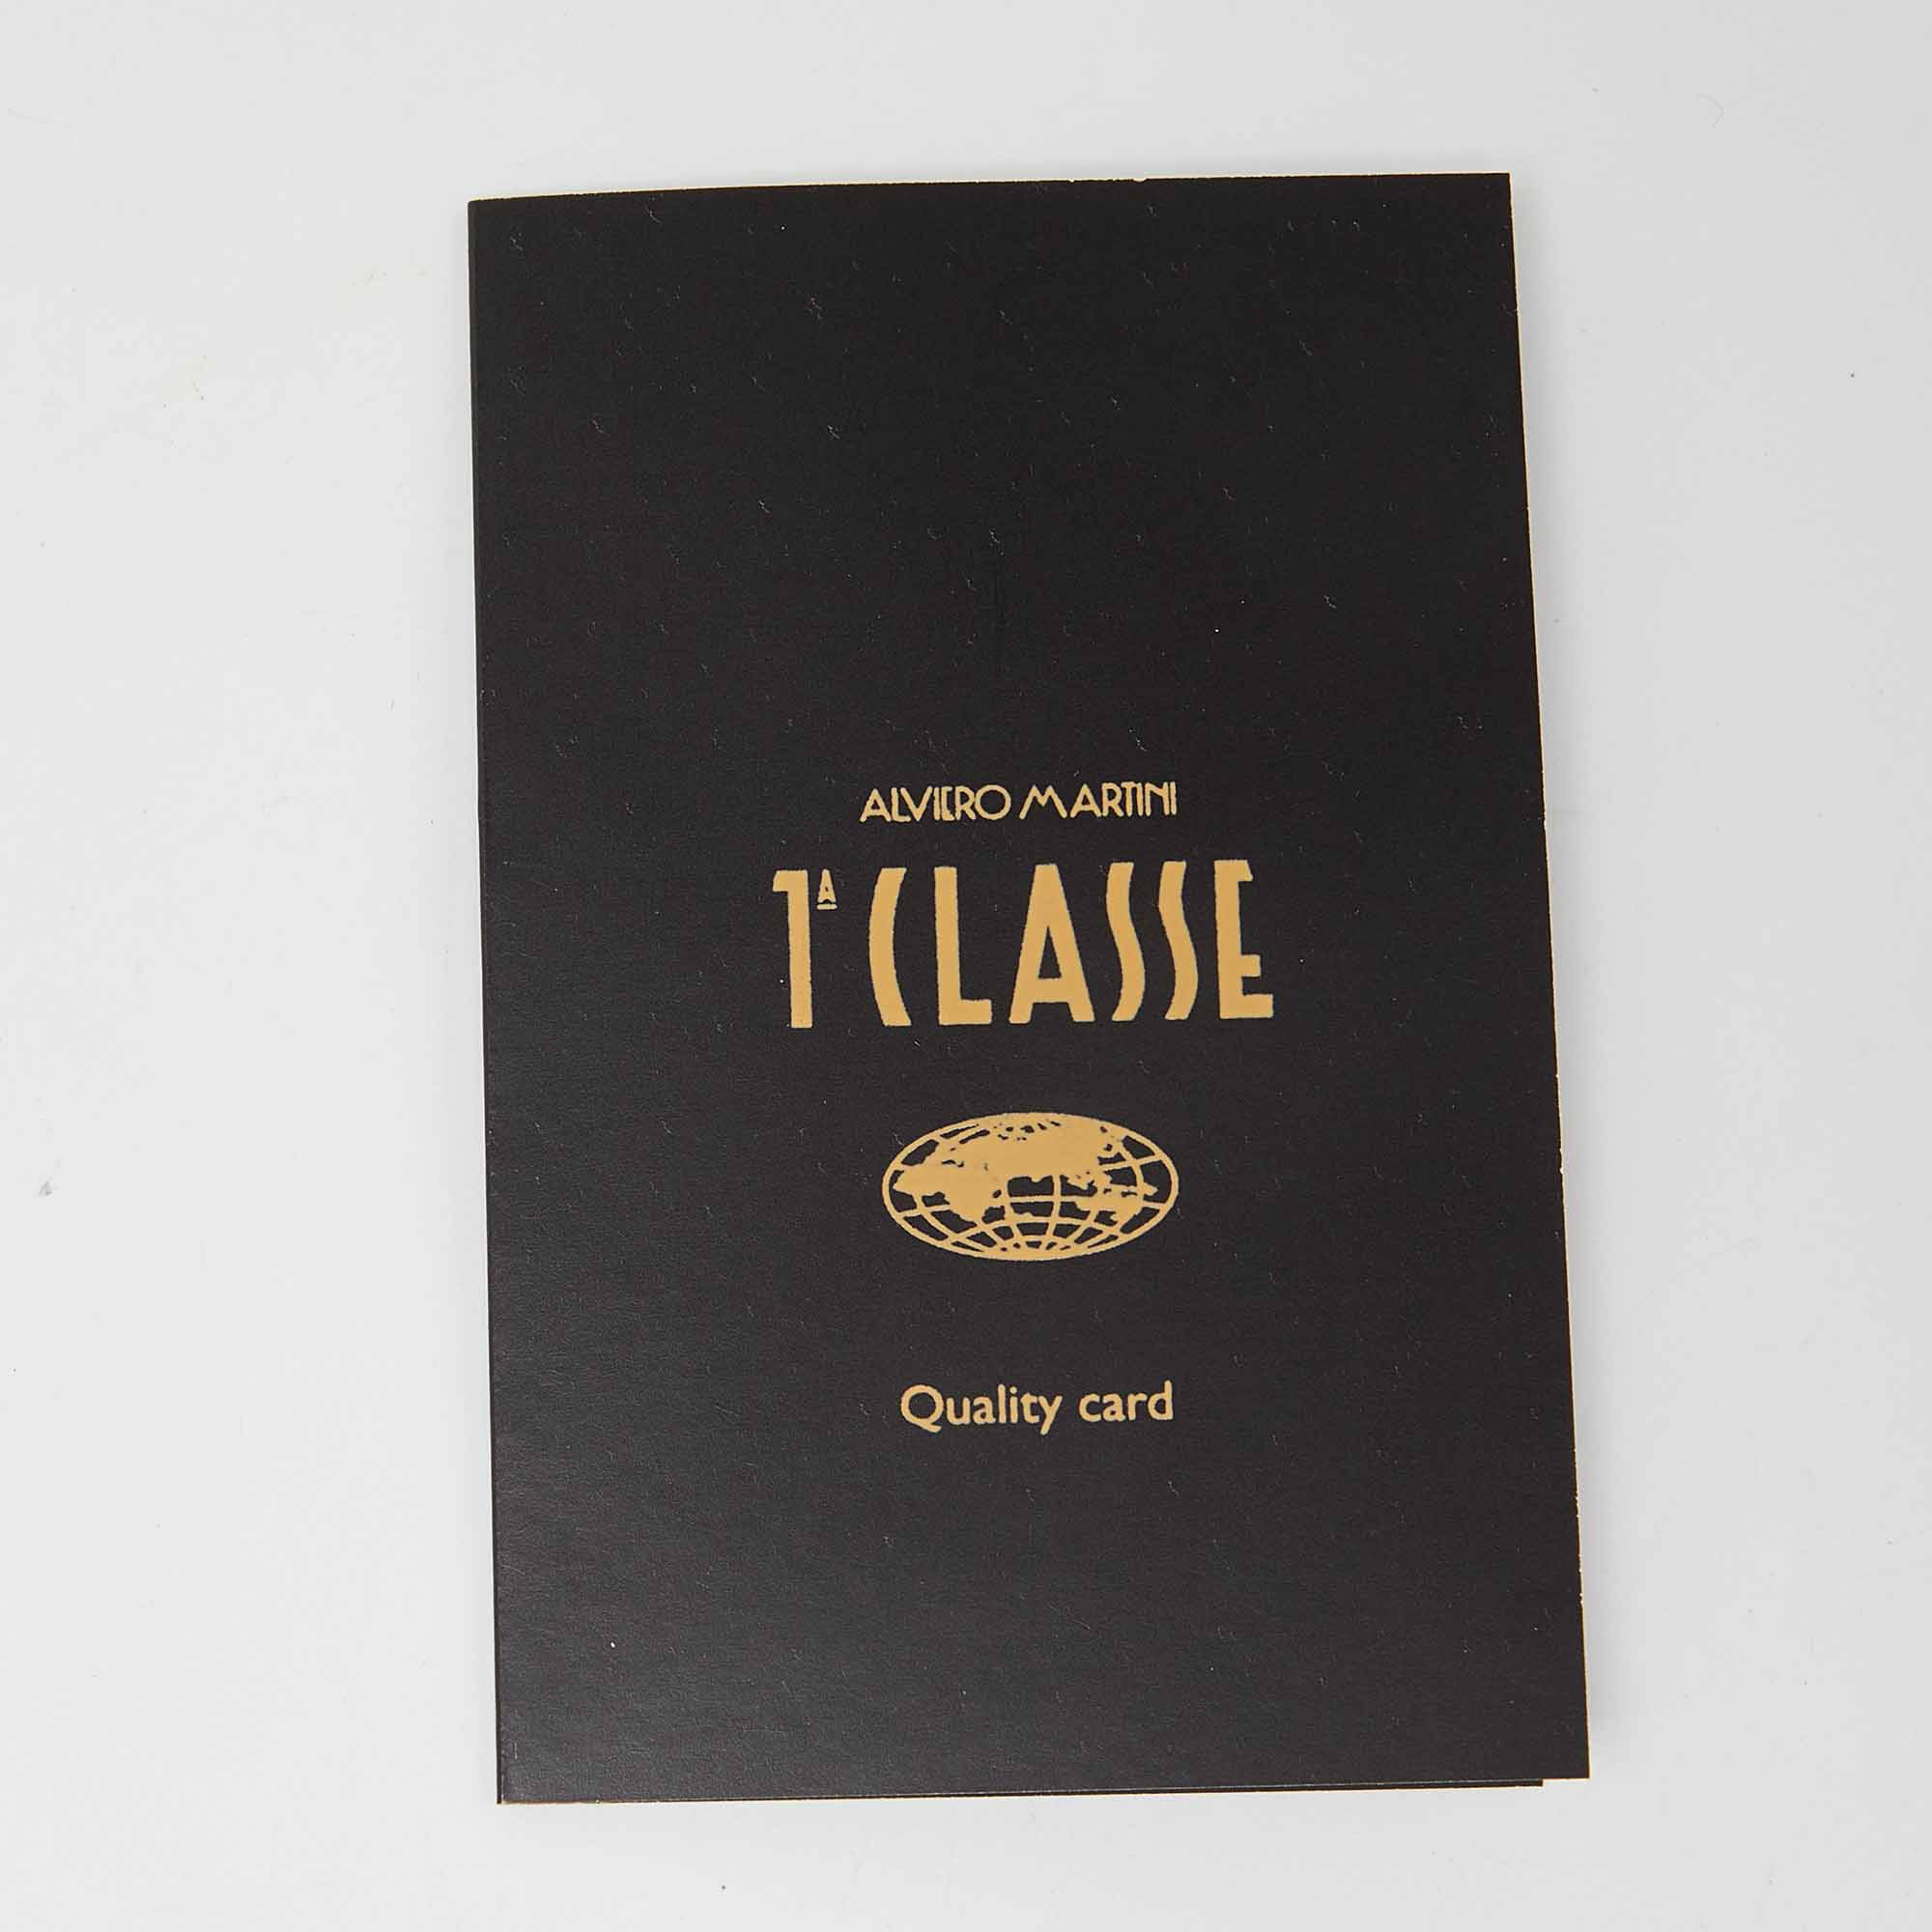 ALVIERO MARTINI
1ª CLASSE
Quality card